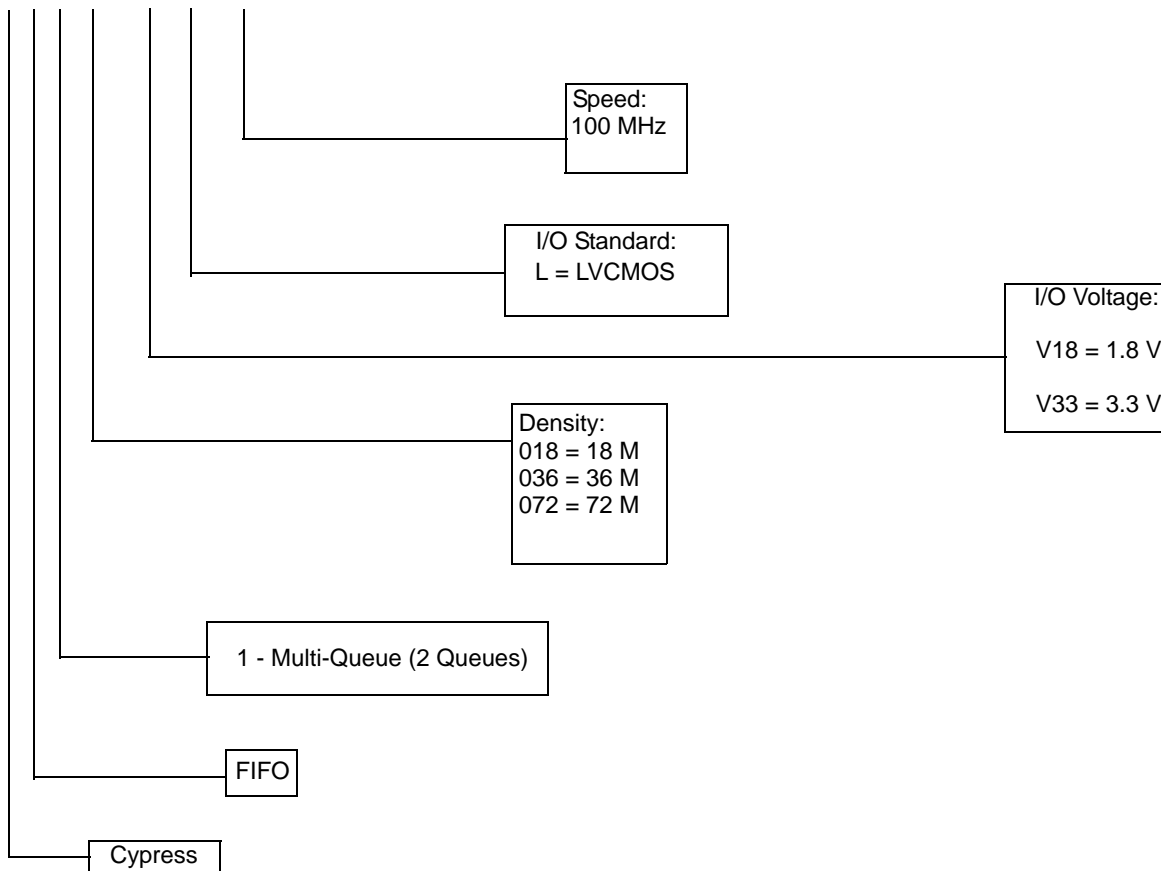 Speed:
100 MHz
I/O Standard:
L = LVCMOS
I/O Voltage:
V18 = 1.8 V
V33 = 3.3 V
Density:
018 = 18 M
036 = 36 M
072 = 72 M
1 - Multi-Queue (2 Queues)
FIFO
Cypress